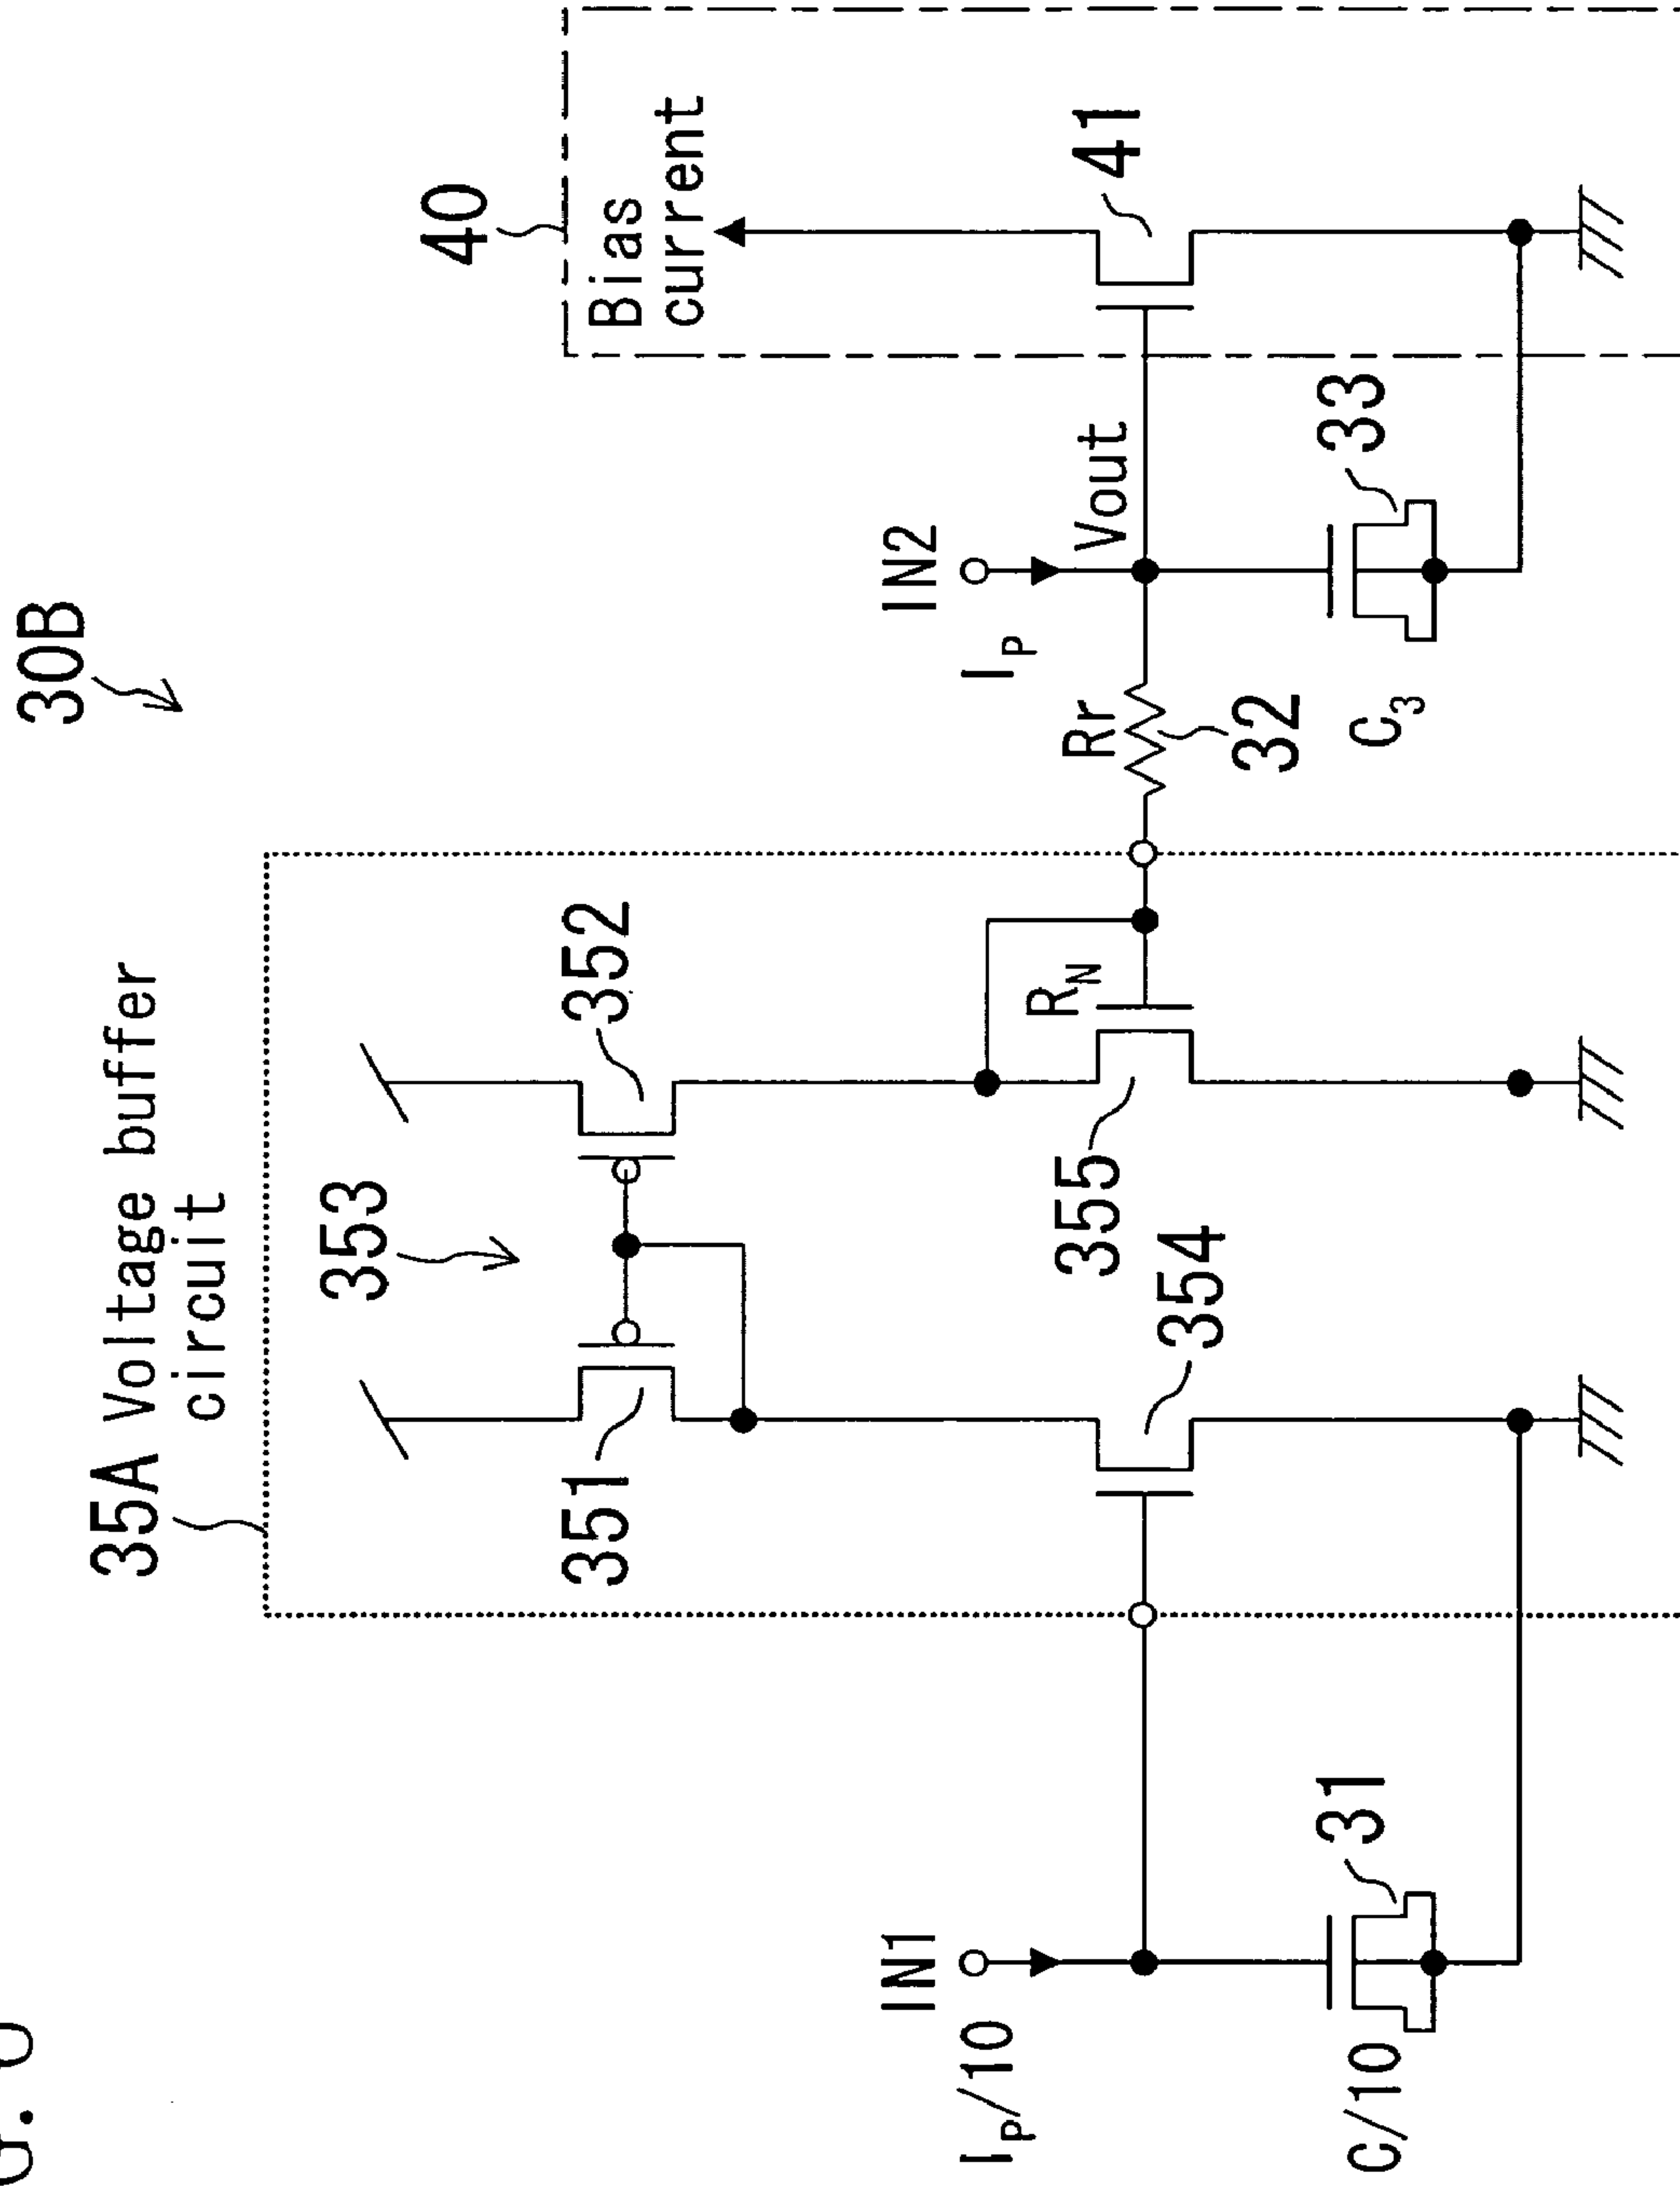 30B
35A Voltage buffer
circuit
40
Bias
current
353
351
352
354
355
R_N
Rr
32
IN1
I_P/10
C/10
31
IN2
I_P
Vout
C_3
33
41